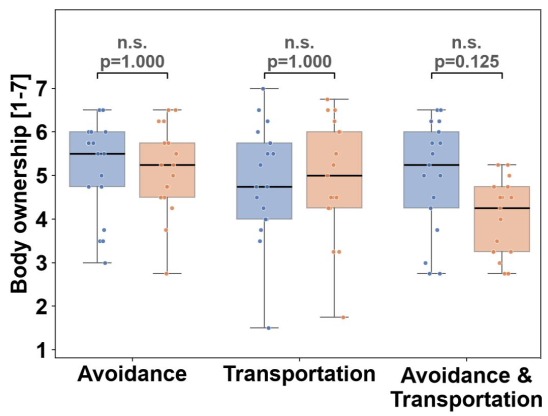 n.s.
p=1.000
n.s.
p=1.000
n.s.
p=0.125
Body ownership [1-7]
7
6
5
4
3
2
1
Avoidance
Transportation
Avoidance &
Transportation